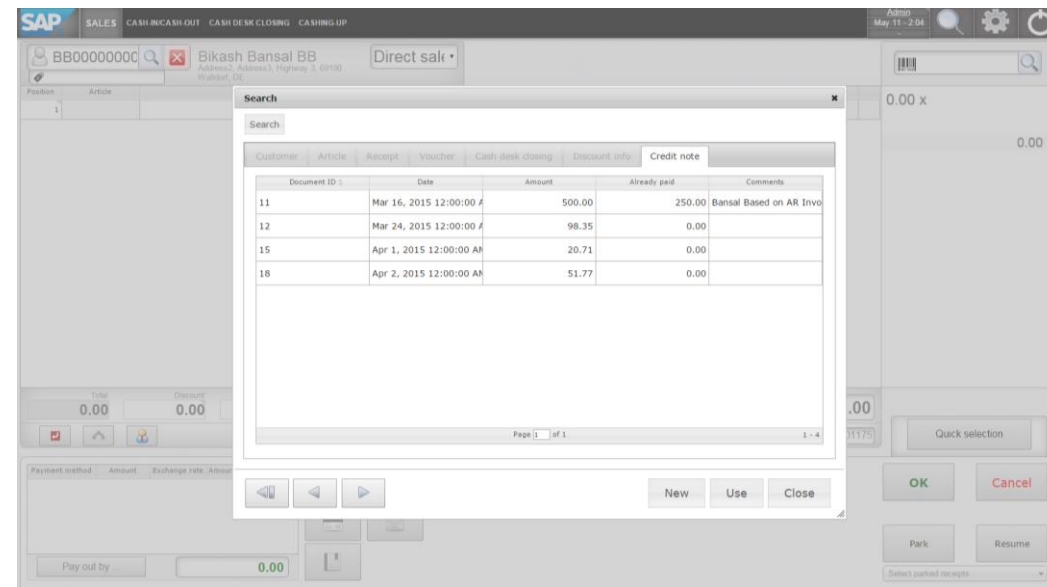 SAP SALES CASH-IN/CASH-OUT CASH DESK CLOSING CASHING-UP Admin
May 11 - 2:04
BB00000000 Bikash Bansal BB Direct sale
Address2, Address3, Highway 3, 69190
Walldorf, DE
Position Article
1
0.00 x
0.00
Search
Search
Customer Article Receipt Voucher Cash desk closing Discount info Credit note
Document ID Date Amount Already paid Comments
11 Mar 16, 2015 12:00:00 A 500.00 250.00 Bansal Based on AR Invo
12 Mar 24, 2015 12:00:00 A 98.35 0.00
15 Apr 1, 2015 12:00:00 AM 20.71 0.00
18 Apr 2, 2015 12:00:00 AM 51.77 0.00
Page 1 of 1 1 - 4
New Use Close
Total Discount
0.00 0.00 .00
01175
Quick selection
Payment method Amount Exchange rate Amour
OK Cancel
Park Resume
Pay out by ... 0.00
Select parked receipts